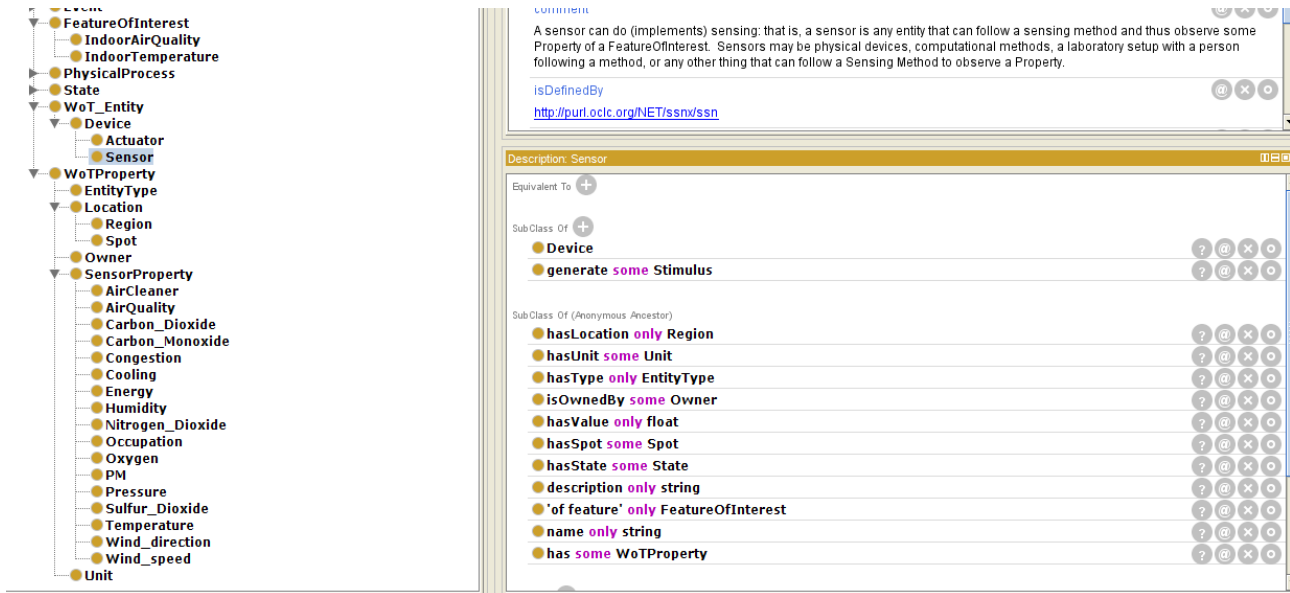 Event
FeatureOfInterest
IndoorAirQuality
IndoorTemperature
PhysicalProcess
State
WoT_Entity
Device
Actuator
Sensor
WoTProperty
EntityType
Location
Region
Spot
Owner
SensorProperty
AirCleaner
AirQuality
Carbon_Dioxide
Carbon_Monoxide
Congestion
Cooling
Energy
Humidity
Nitrogen_Dioxide
Occupation
Oxygen
PM
Pressure
Sulfur_Dioxide
Temperature
Wind_direction
Wind_speed
Unit
comment
A sensor can do (implements) sensing: that is, a sensor is any entity that can follow a sensing method and thus observe some
Property of a FeatureOfInterest. Sensors may be physical devices, computational methods, a laboratory setup with a person
following a method, or any other thing that can follow a Sensing Method to observe a Property.
isDefinedBy
http://purl.oclc.org/NET/ssnx/ssn
Description: Sensor
Equivalent To
SubClass Of
Device
generate some Stimulus
SubClass Of (Anonymous Ancestor)
hasLocation only Region
hasUnit some Unit
hasType only EntityType
isOwnedBy some Owner
hasValue only float
hasSpot some Spot
hasState some State
description only string
'of feature' only FeatureOfInterest
name only string
has some WoTProperty